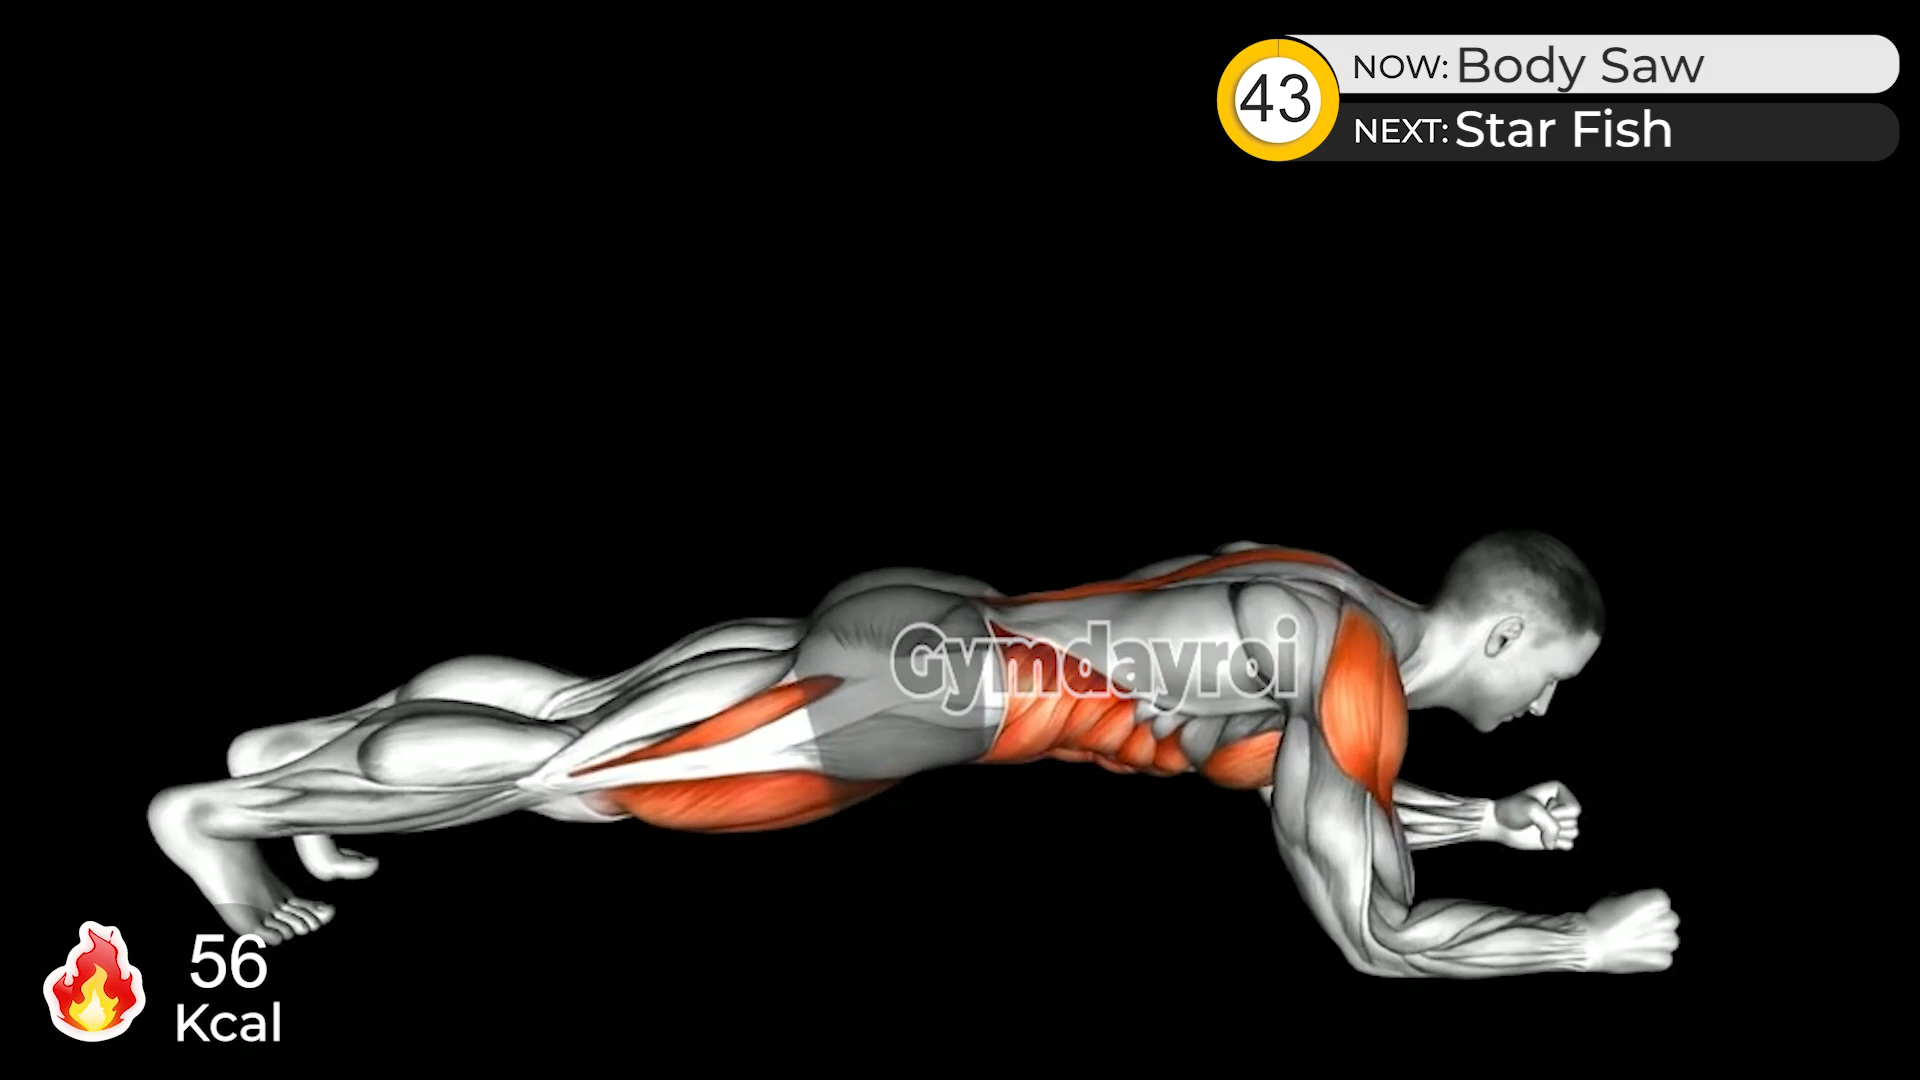 43
NOW: Body Saw
NEXT: Star Fish
Gymdayroi
56
Kcal